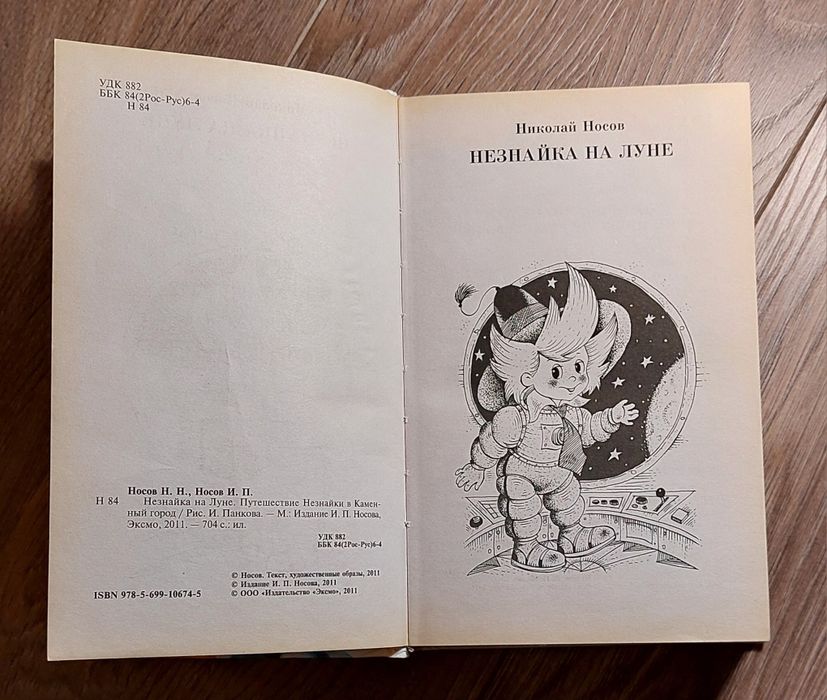 УДК 882
ББК 84(2Рос-Рус)6-4
Н 84
Носов Н. Н., Носов И. П.
Н 84 Незнайка на Луне. Путешествие Незнайки в Камен-
ный город / Рис. И. Панкова. — М.: Издание И. П. Носова,
Эксмо, 2011. — 704 с.: ил.
УДК 882
ББК 84(2Рос-Рус)6-4
© Носов. Текст, художественные образы, 2011
© Издание И. П. Носова, 2011
ISBN 978-5-699-10674-5 © ООО «Издательство «Эксмо», 2011
Николай Носов
НЕЗНАЙКА НА ЛУНЕ